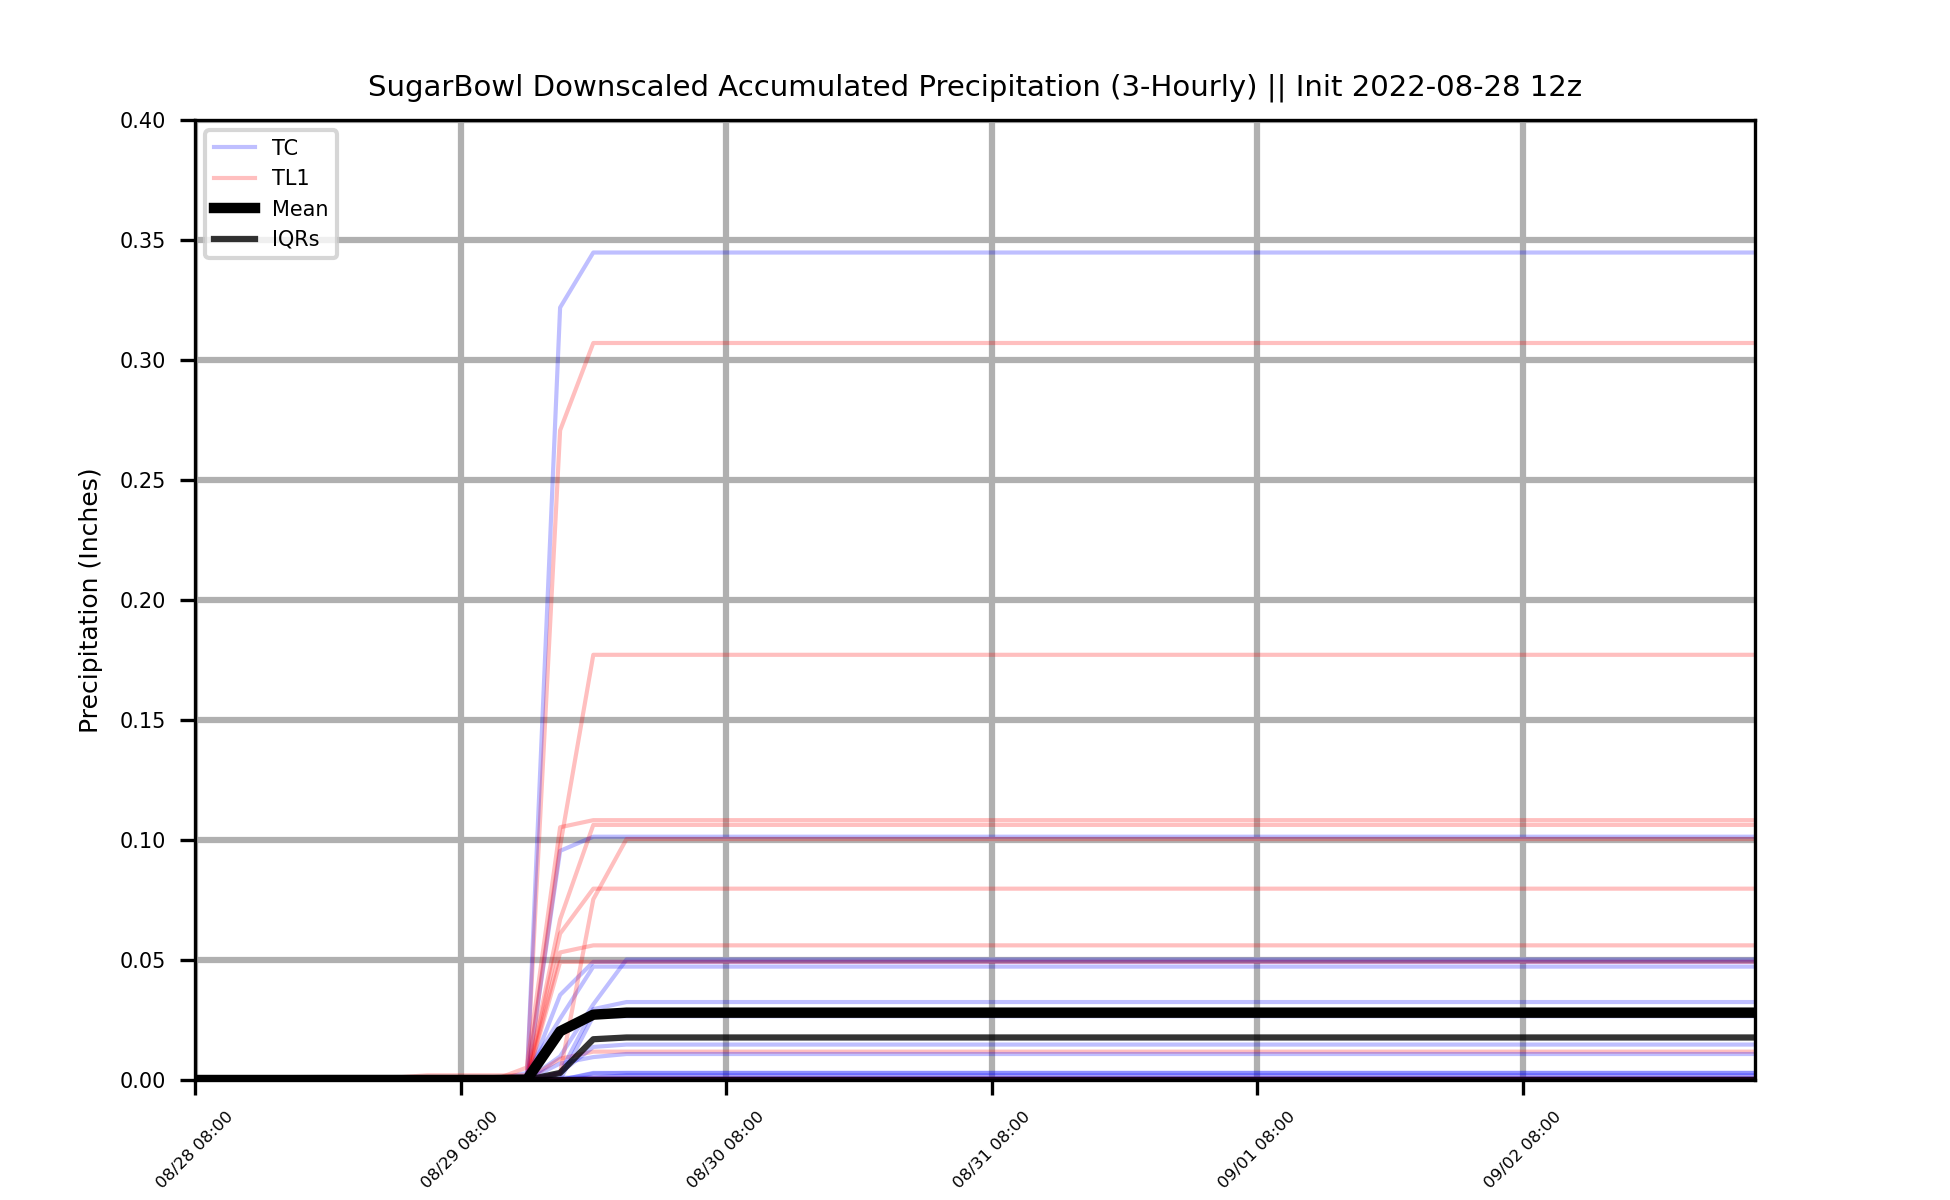 SugarBowl Downscaled Accumulated Precipitation (3-Hourly) || Init 2022-08-28 12z
TC
TL1
Mean
IQRs
Precipitation (Inches)
0.40
0.35
0.30
0.25
0.20
0.15
0.10
0.05
0.00
08/28 08:00
08/29 08:00
08/30 08:00
08/31 08:00
09/01 08:00
09/02 08:00